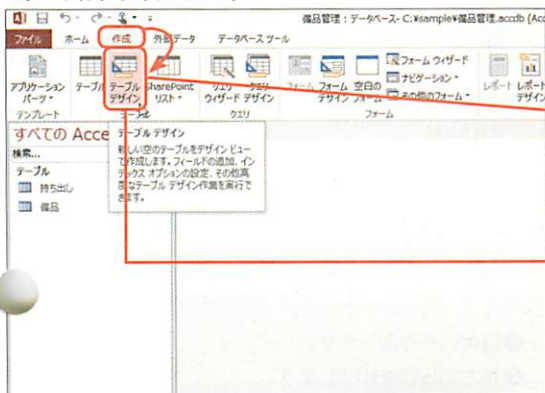 備品管理 : データベース- C:¥sample¥備品管理.accdb (Acc
ファイル ホーム 作成 外部データ データベース ツール
アプリケーション パーツ テーブル テーブル デザイン SharePoint リスト クエリ ウィザード クエリ デザイン フォーム フォーム デザイン 空白の フォーム フォーム ウィザード ナビゲーション その他のフォーム レポート レポート デザイン
テンプレート テーブル クエリ フォーム
すべての Acce
検索...
テーブル
持ち出し
備品
テーブル デザイン
新しい空のテーブルをデザイン ビュー
で作成します。フィールドの追加、イン
デックス オプションの設定、その他高
度なテーブル デザイン作業を実行で
きます。